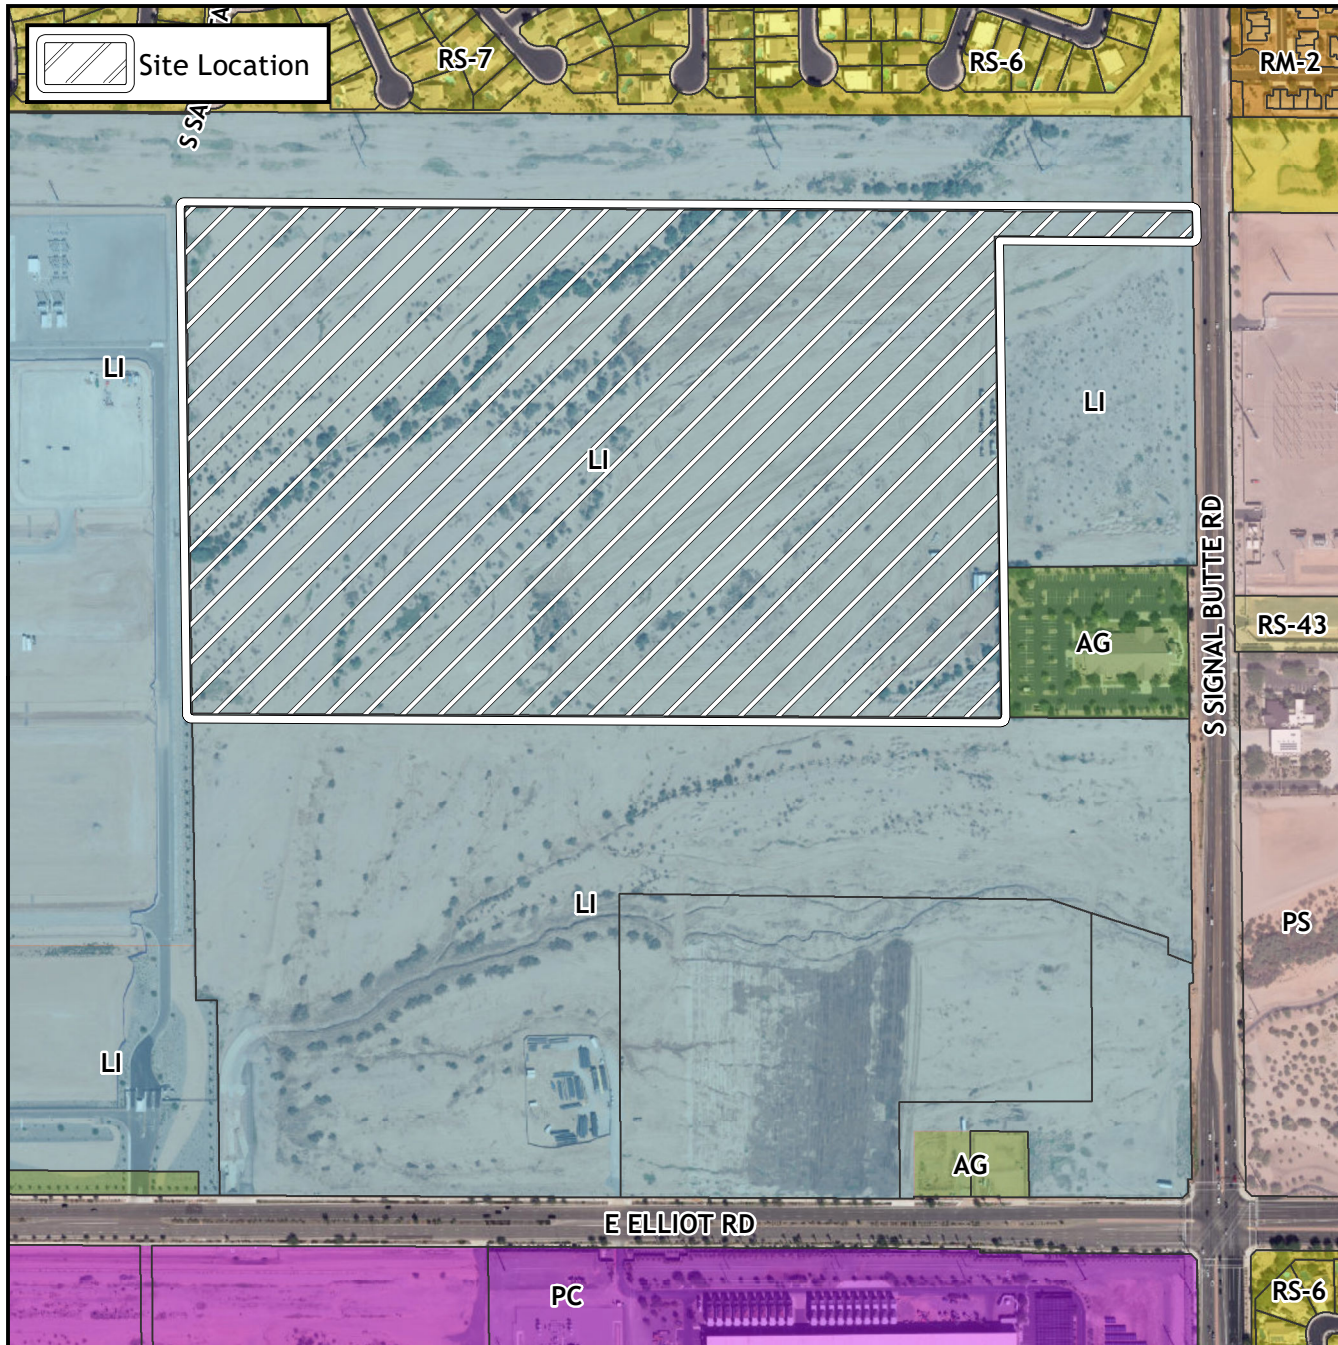 RS-7
RS-6
RM-2
Site Location
S SA
LI
LI
LI
S SIGNAL BUTTE RD
RS-43
AG
LI
PS
LI
AG
E ELLIOT RD
PC
RS-6